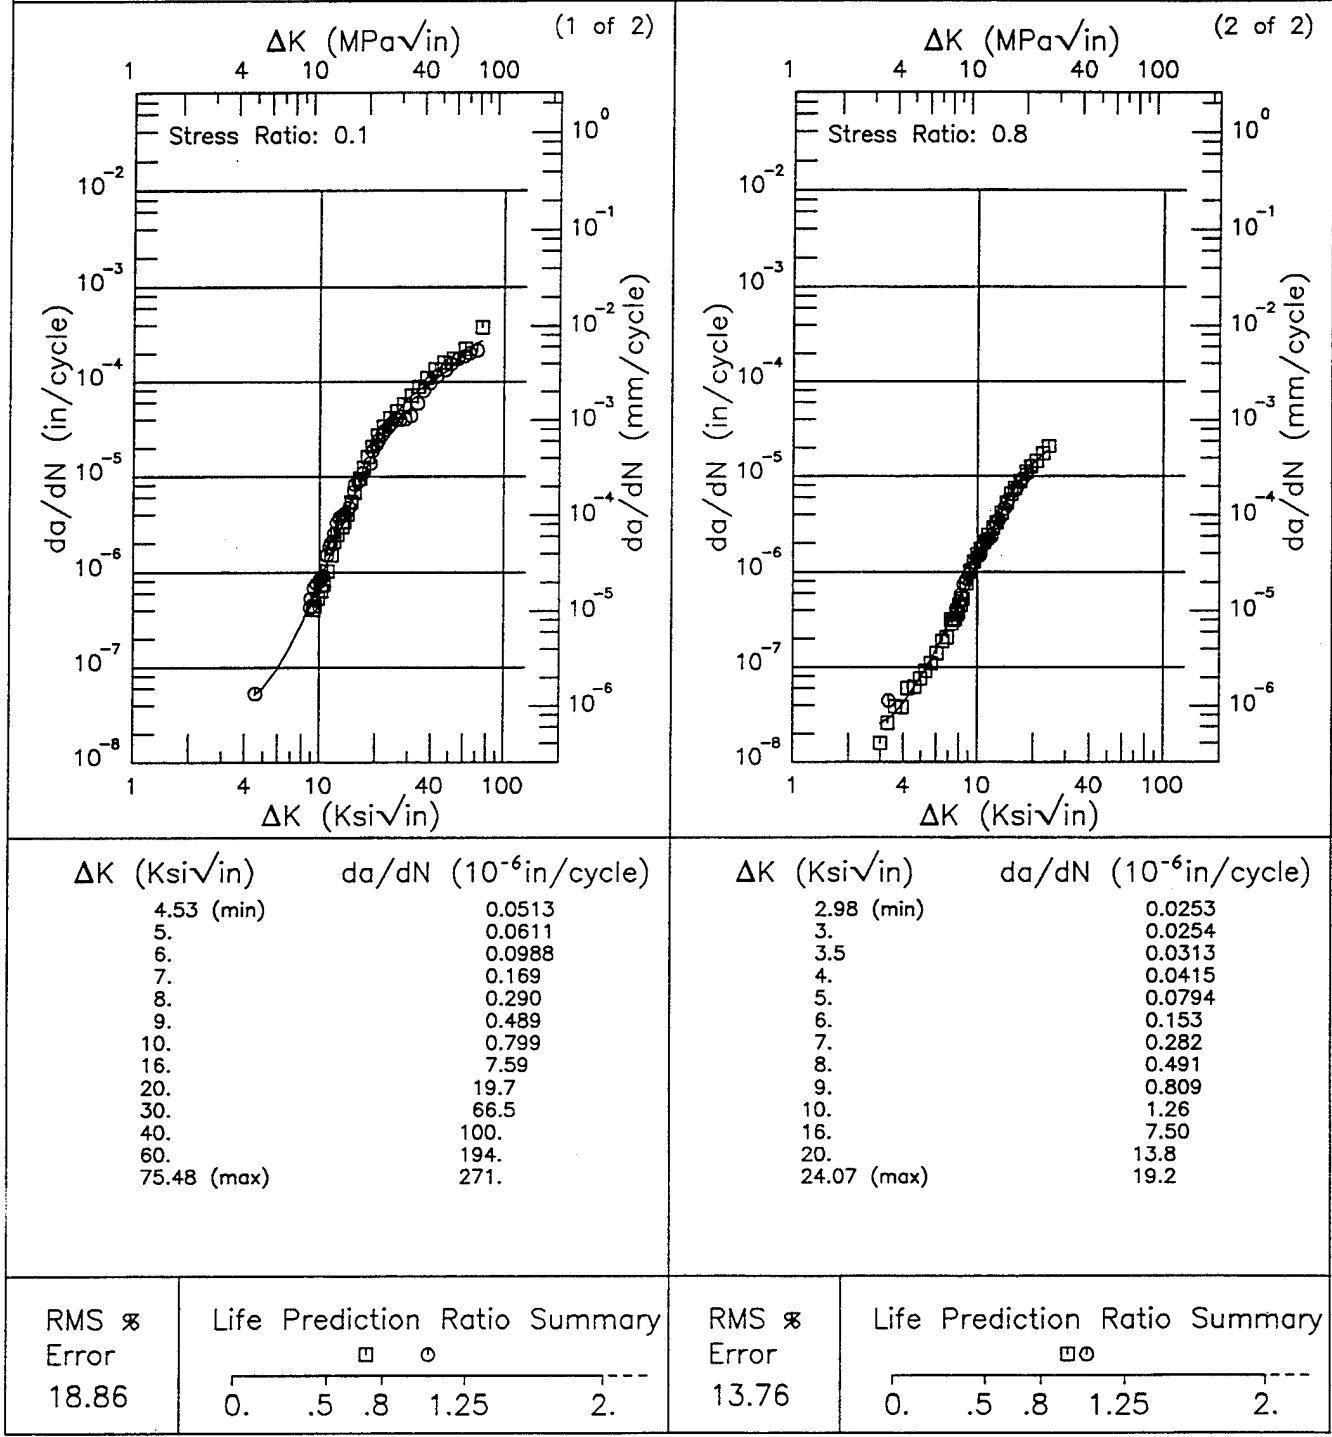 (1 of 2)
ΔK (MPa√in)
1 4 10 40 100
Stress Ratio: 0.1
10⁻²
10⁻³
10⁻⁴
10⁻⁵
10⁻⁶
10⁻⁷
10⁻⁸
da/dN (in/cycle)
10⁰
10⁻¹
10⁻²
10⁻³
10⁻⁴
10⁻⁵
10⁻⁶
da/dN (mm/cycle)
1 4 10 40 100
ΔK (Ksi√in)
(2 of 2)
ΔK (MPa√in)
1 4 10 40 100
Stress Ratio: 0.8
10⁻²
10⁻³
10⁻⁴
10⁻⁵
10⁻⁶
10⁻⁷
10⁻⁸
da/dN (in/cycle)
10⁰
10⁻¹
10⁻²
10⁻³
10⁻⁴
10⁻⁵
10⁻⁶
da/dN (mm/cycle)
1 4 10 40 100
ΔK (Ksi√in)
ΔK (Ksi√in) da/dN (10⁻⁶in/cycle)
4.53 (min) 0.0513
5. 0.0611
6. 0.0988
7. 0.169
8. 0.290
9. 0.489
10. 0.799
16. 7.59
20. 19.7
30. 66.5
40. 100.
60. 194.
75.48 (max) 271.
ΔK (Ksi√in) da/dN (10⁻⁶in/cycle)
2.98 (min) 0.0253
3. 0.0254
3.5 0.0313
4. 0.0415
5. 0.0794
6. 0.153
7. 0.282
8. 0.491
9. 0.809
10. 1.26
16. 7.50
20. 13.8
24.07 (max) 19.2
RMS %
Error
18.86
Life Prediction Ratio Summary
0. .5 .8 1.25 2.
RMS %
Error
13.76
Life Prediction Ratio Summary
0. .5 .8 1.25 2.